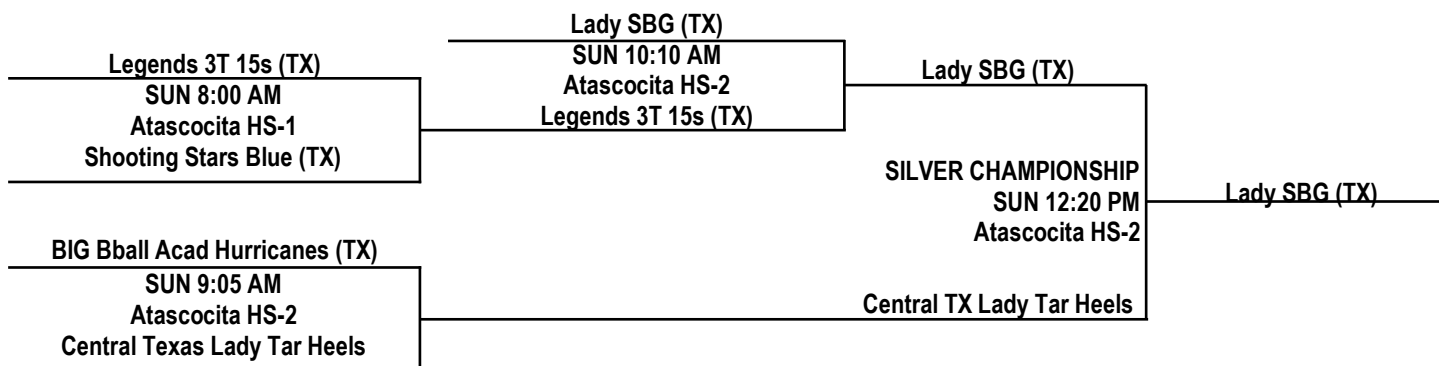 Lady SBG (TX)
Legends 3T 15s (TX)
SUN 10:10 AM
Lady SBG (TX)
SUN 8:00 AM
Atascocita HS-2
Atascocita HS-1
Legends 3T 15s (TX)
Shooting Stars Blue (TX)
SILVER CHAMPIONSHIP
SUN 12:20 PM
Lady SBG (TX)
Atascocita HS-2
BIG Bball Acad Hurricanes (TX)
SUN 9:05 AM
Central TX Lady Tar Heels
Atascocita HS-2
Central Texas Lady Tar Heels